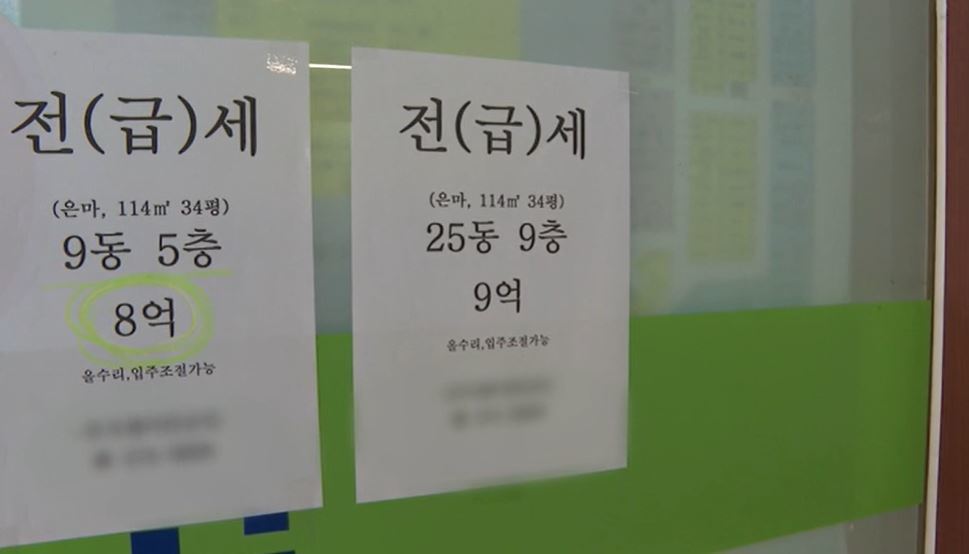 전(급)세
(은마, 114㎡ 34평)
9동 5층
8억
올수리,입주조절가능
전(급)세
(은마, 114㎡ 34평)
25동 9층
9억
올수리,입주조절가능